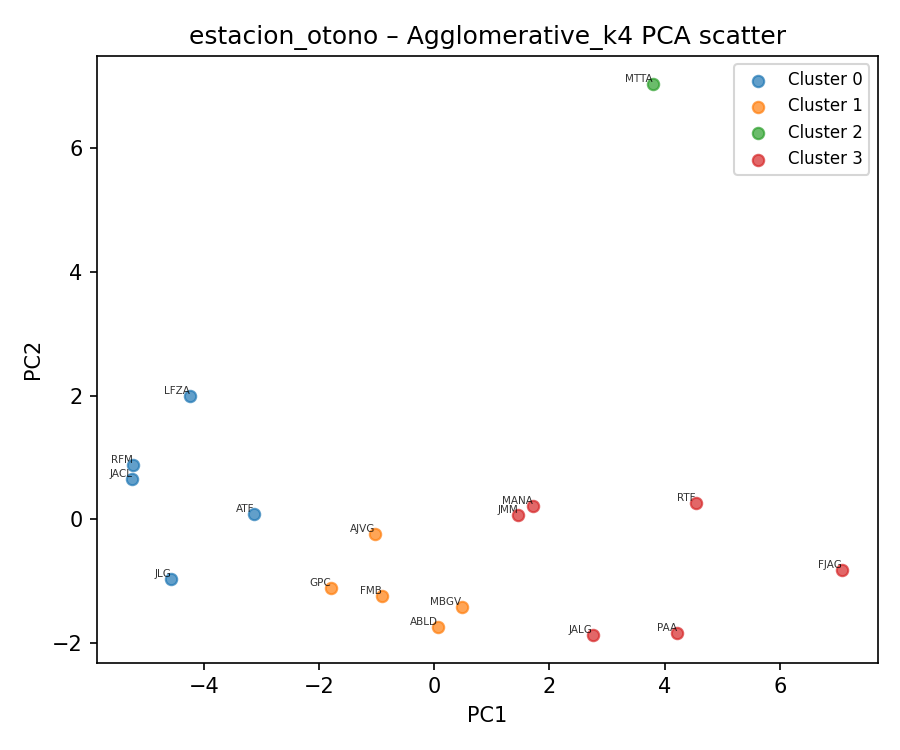 estacion_otono – Agglomerative_k4 PCA scatter
Cluster 0
Cluster 1
Cluster 2
Cluster 3
MTTA
LFZA
RFM
JACL
ATF
JLG
AJVG
GPC
FMB
MBGV
ABLD
MANA
JMM
RTF
FJAG
JALG
PAA
6
4
2
0
−2
PC2
−4
−2
0
2
4
6
PC1